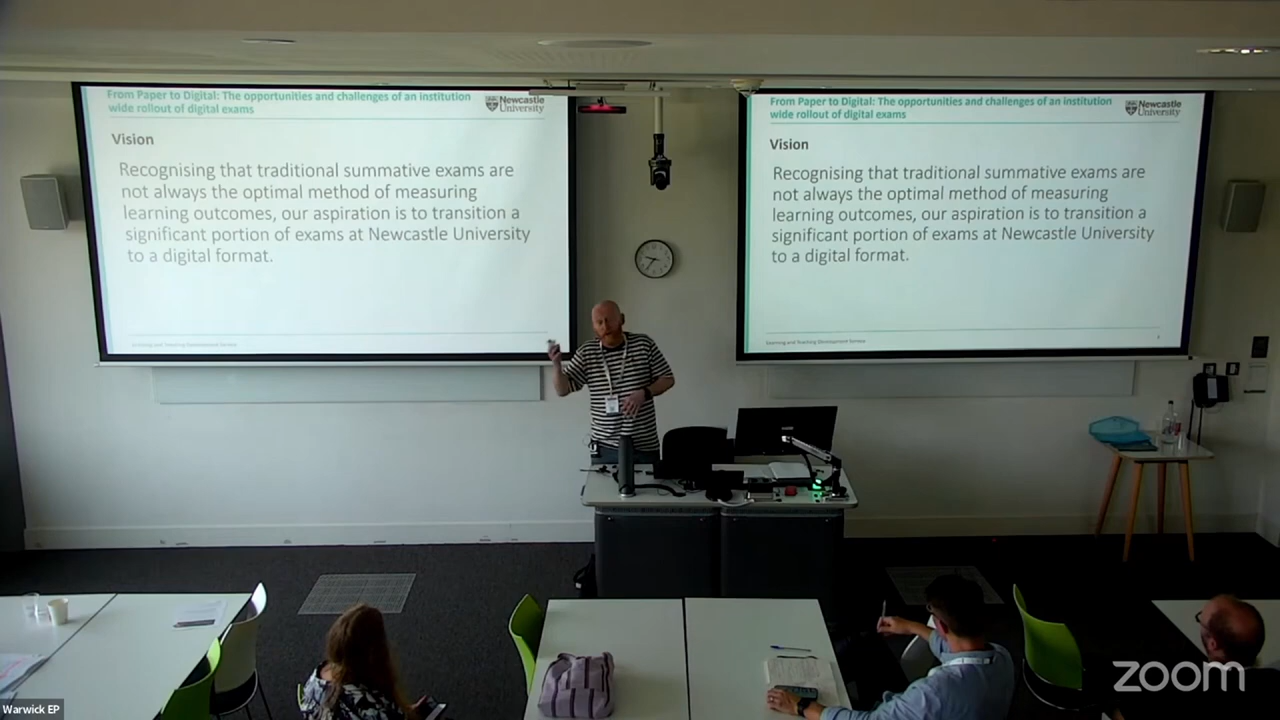 From Paper to Digital: The opportunities and challenges of an institution
wide rollout of digital exams
Newcastle
University
Vision
Recognising that traditional summative exams are
not always the optimal method of measuring
learning outcomes, our aspiration is to transition a
significant portion of exams at Newcastle University
to a digital format.
Learning and Teaching Development Service
From Paper to Digital: The opportunities and challenges of an institution
wide rollout of digital exams
Newcastle
University
Vision
Recognising that traditional summative exams are
not always the optimal method of measuring
learning outcomes, our aspiration is to transition a
significant portion of exams at Newcastle University
to a digital format.
Learning and Teaching Development Service
Warwick EP
zoom